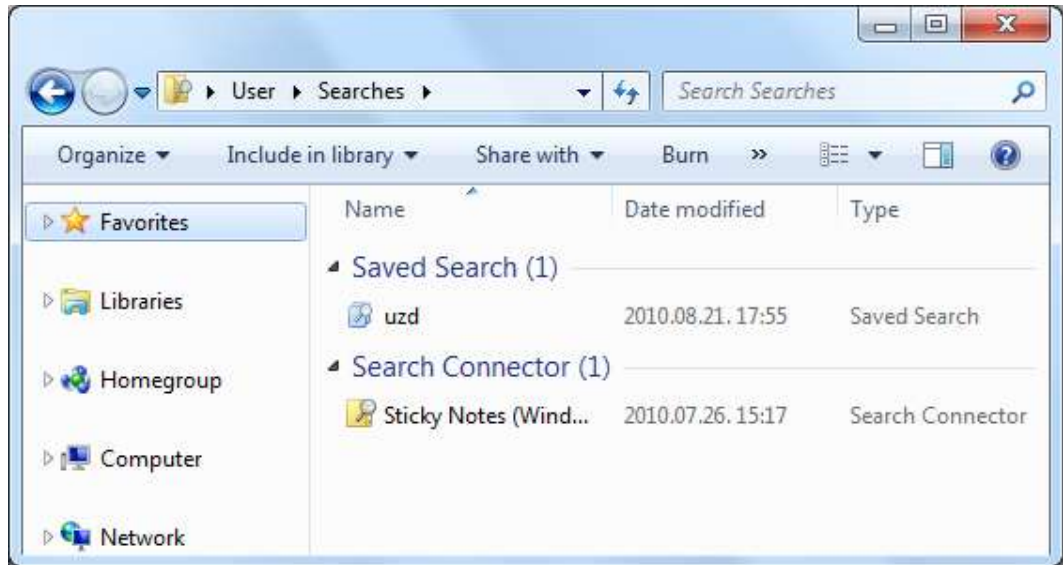 User Searches
Search Searches
Organize Include in library Share with Burn »
Name Date modified Type
Favorites
Libraries
Homegroup
Computer
Network
Saved Search (1)
uzd 2010.08.21. 17:55 Saved Search
Search Connector (1)
Sticky Notes (Wind... 2010.07.26. 15:17 Search Connector